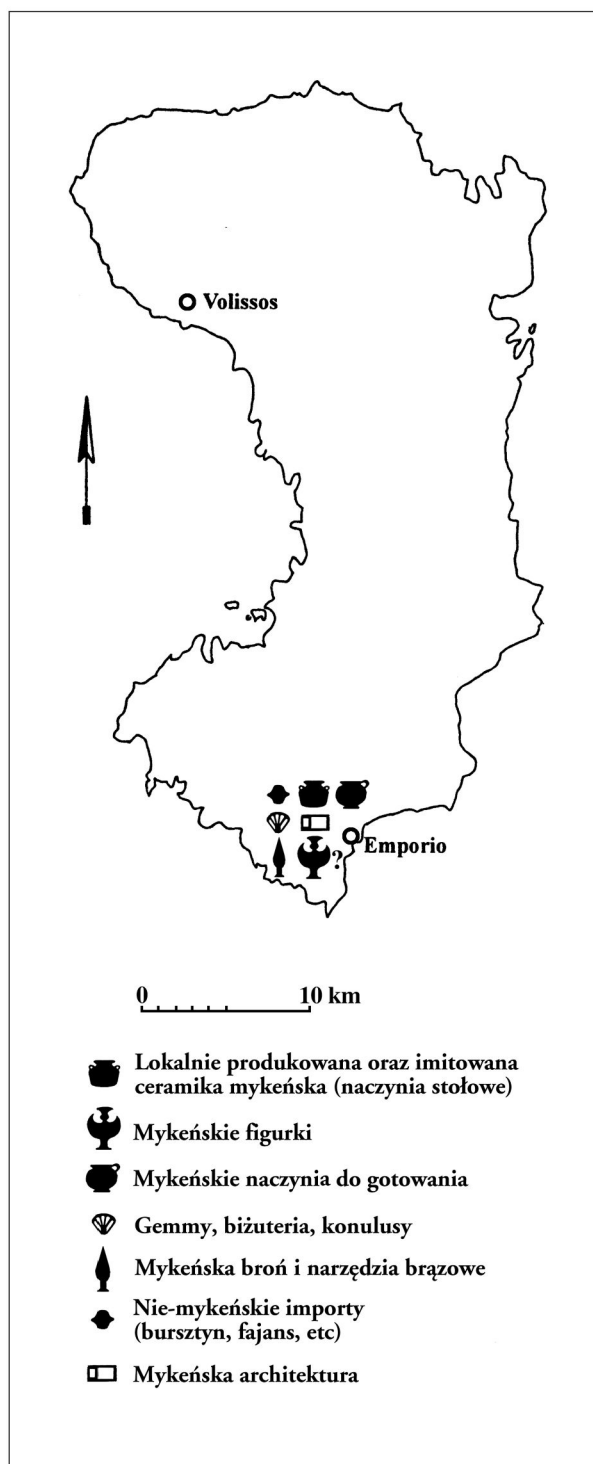 Volissos
?
Emporio
0 10 km
Lokalnie produkowana oraz imitowana
ceramika mykeńska (naczynia stołowe)
Mykeńskie figurki
Mykeńskie naczynia do gotowania
Gemmy, biżuteria, konulusy
Mykeńska broń i narzędzia brązowe
Nie-mykeńskie importy
(bursztyn, fajans, etc)
Mykeńska architektura